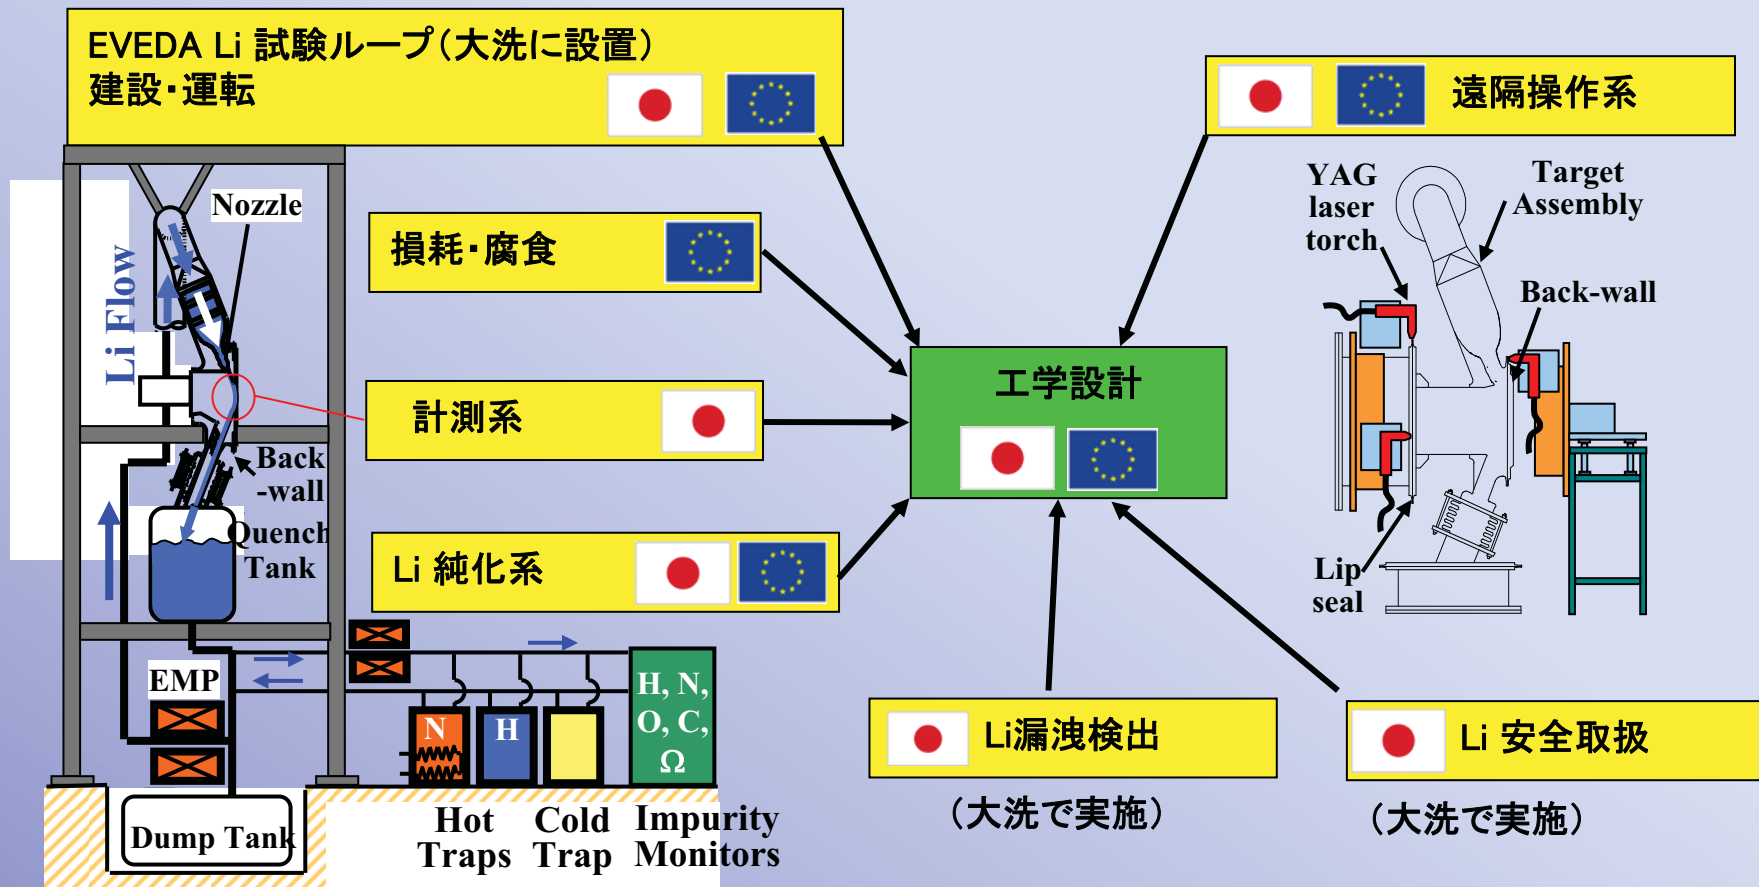 EVEDA Li 試験ループ（大洗に設置）
建設・運転
遠隔操作系
Nozzle
Li Flow
損耗・腐食
計測系
Li 純化系
工学設計
YAG
laser
torch
Target
Assembly
Back-wall
Lip
seal
Back
-wall
Quench
Tank
EMP
N
H
H, N,
O, C,
Ω
Dump Tank
Hot
Traps
Cold
Trap
Impurity
Monitors
Li漏洩検出
（大洗で実施）
Li 安全取扱
（大洗で実施）